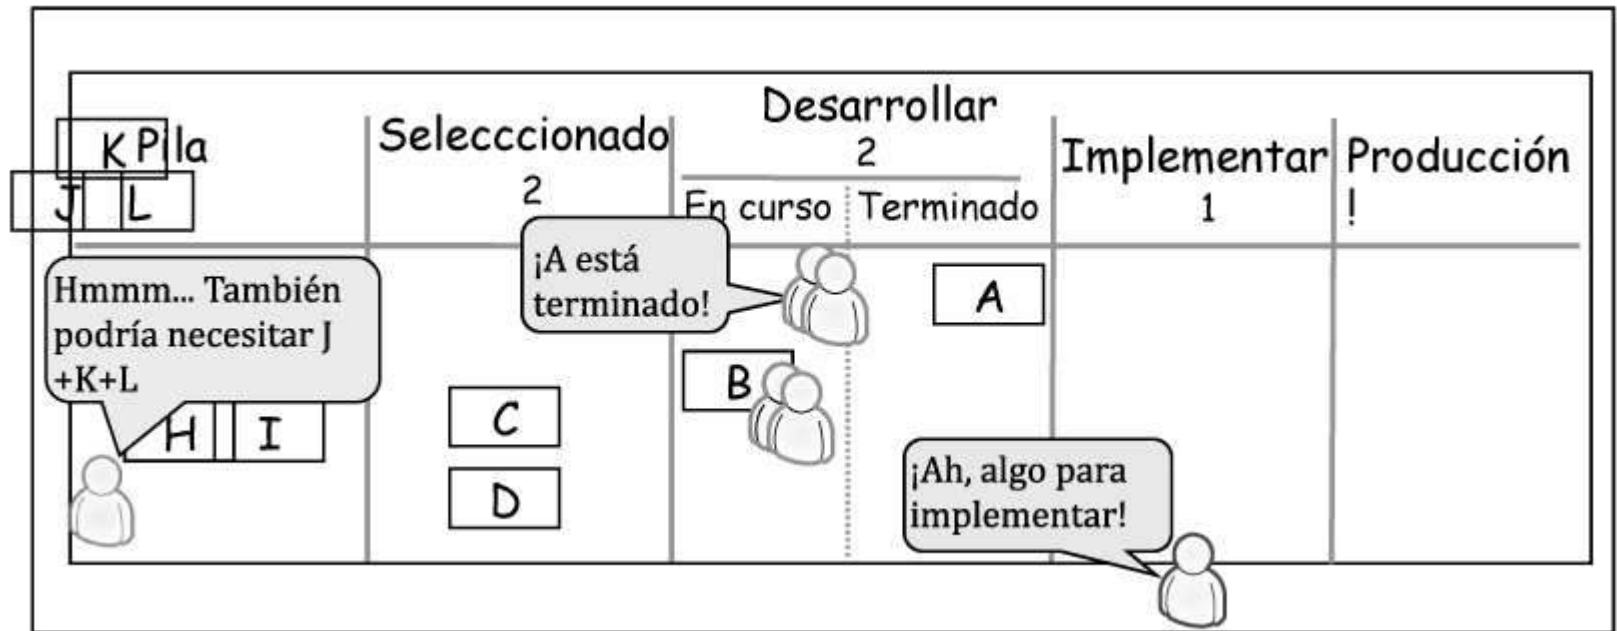 Desarrollar
2
K Pila
Selecccionado
2
Implementar
1
Producción
!
J L
En curso
Terminado
Hmmm... También
podría necesitar J
+K+L
¡A está
terminado!
A
B
H I
C
D
¡Ah, algo para
implementar!